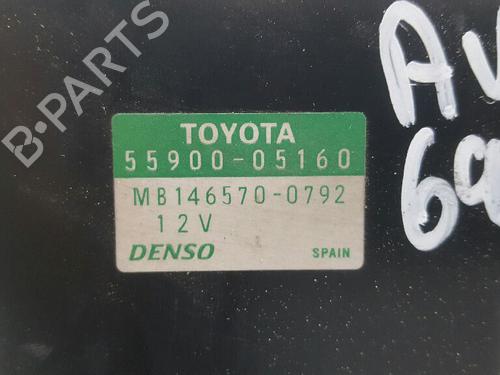 B-PARTS
TOYOTA
55900-05160
MB146570-0792
12V
DENSO SPAIN